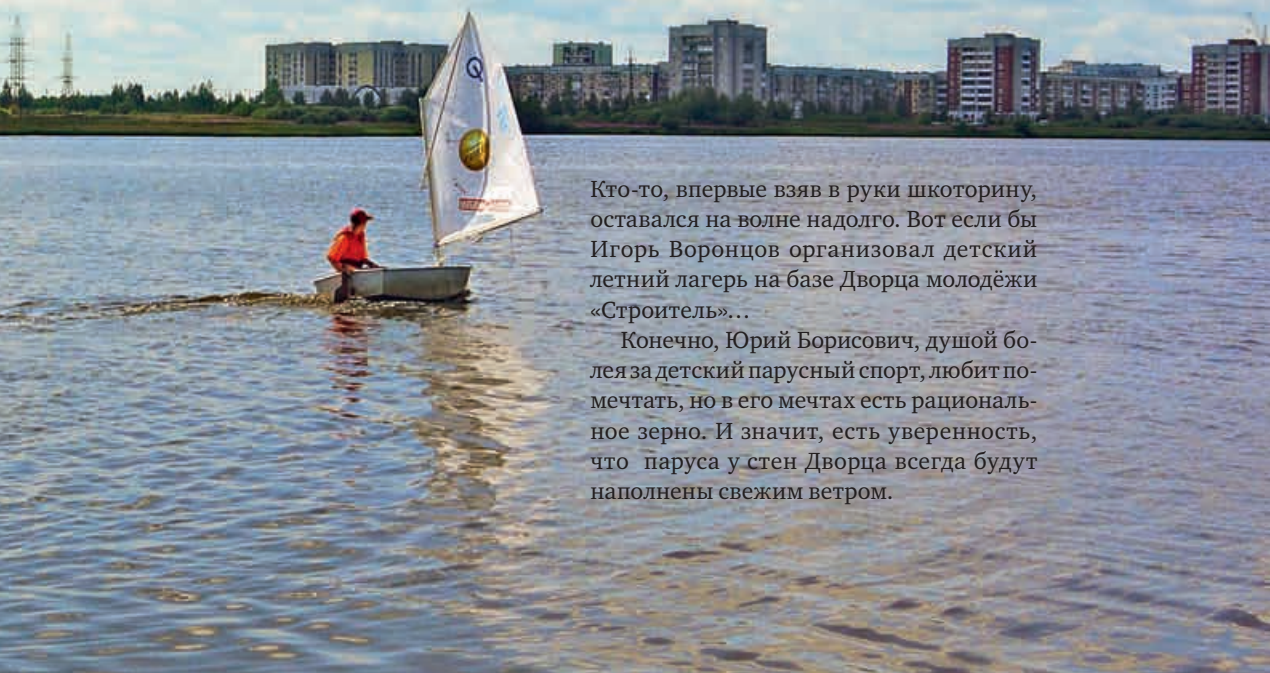 Кто-то, впервые взяв в руки шкоторину,
оставался на волне надолго. Вот если бы
Игорь Воронцов организовал детский
летний лагерь на базе Дворца молодёжи
«Строитель»...
Конечно, Юрий Борисович, душой бо-
лея за детский парусный спорт, любит по-
мечтать, но в его мечтах есть рациональ-
ное зерно. И значит, есть уверенность,
что паруса у стен Дворца всегда будут
наполнены свежим ветром.